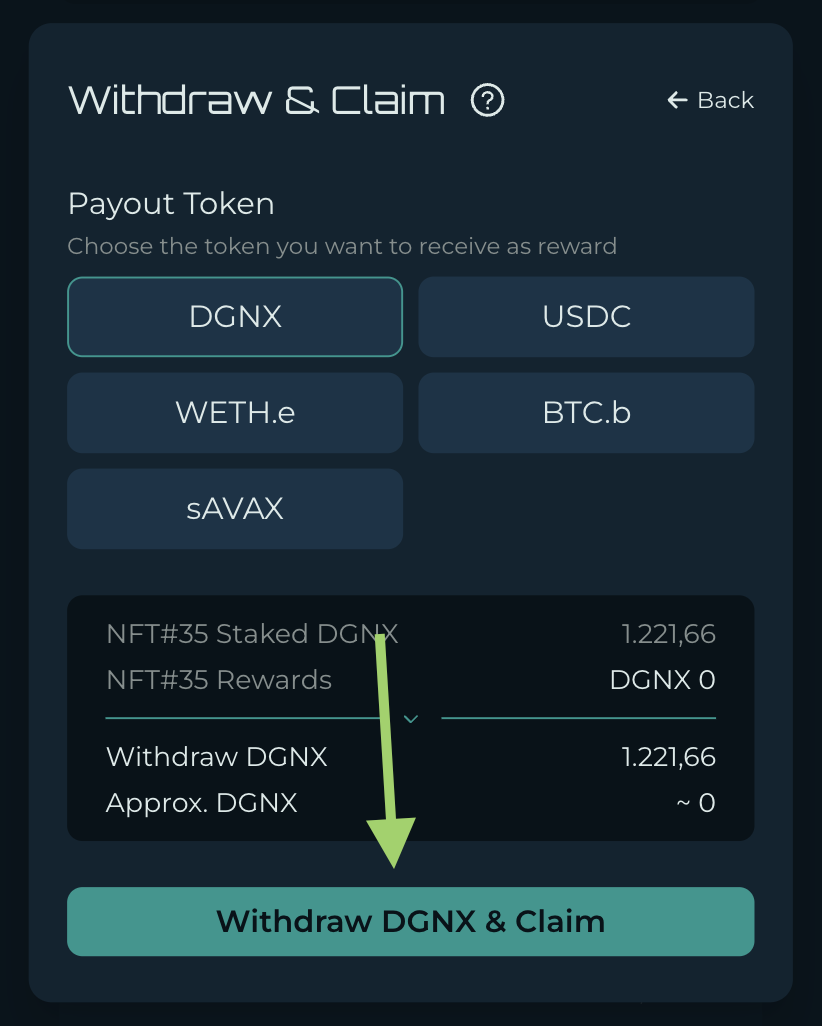 Withdraw & Claim ? ← Back
Payout Token
Choose the token you want to receive as reward
DGNX USDC
WETH.e BTC.b
sAVAX
NFT#35 Staked DGNX 1.221,66
NFT#35 Rewards DGNX 0
Withdraw DGNX 1.221,66
Approx. DGNX ~ 0
Withdraw DGNX & Claim